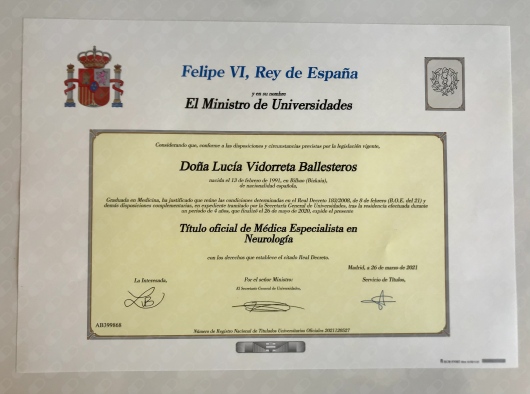 Felipe VI, Rey de España
y en su nombre
El Ministro de Universidades
Considerando que, conforme a las disposiciones y circunstancias previstas por la legislación vigente,
Doña Lucía Vidorreta Ballesteros
nacida el 13 de febrero de 1991, en Bilbao (Bizkaia),
de nacionalidad española,
Graduada en Medicina, ha justificado que reúne las condiciones determinadas en el Real Decreto 183/2008, de 8 de febrero (B.O.E. del 21) y
demás disposiciones complementarias, en expediente tramitado por la Secretaría General de Universidades, tras la residencia efectuada durante
un periodo de 4 años, que finalizó el 26 de mayo de 2020, expide el presente
Título oficial de Médica Especialista en
Neurología
con los derechos que establece el citado Real Decreto.
Madrid, a 26 de marzo de 2021
La Interesada,
Por el señor Ministro:
Servicio de Títulos,
El Secretario General de Universidades,
AB399868
Número de Registro Nacional de Titulados Universitarios Oficiales 2021128227